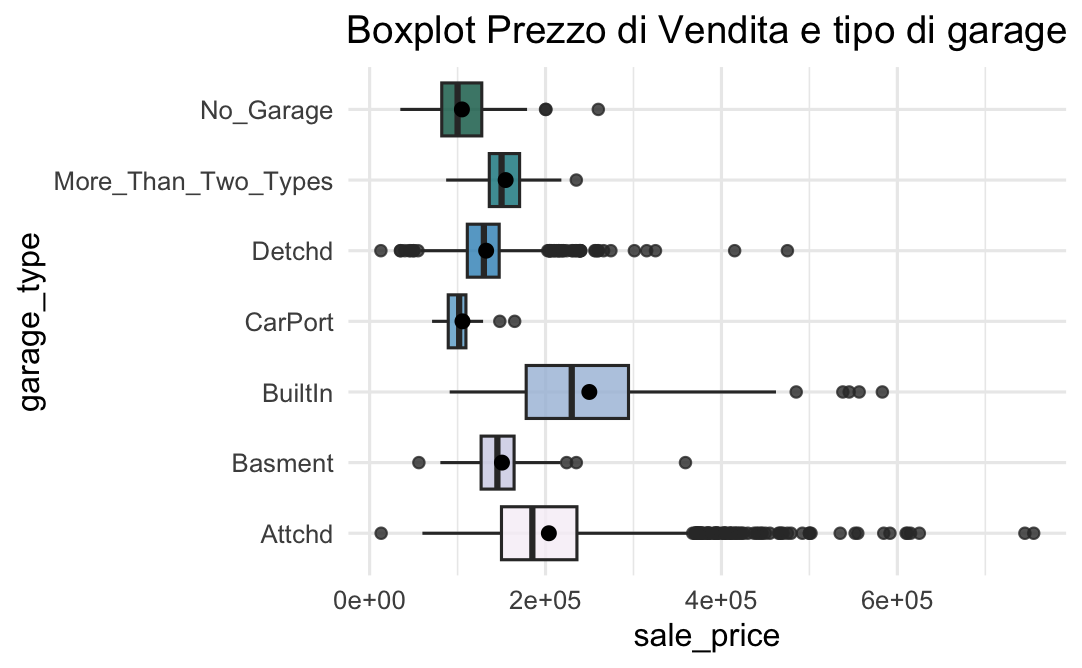 Boxplot Prezzo di Vendita e tipo di garage
No_Garage
More_Than_Two_Types
Detchd
CarPort
BuiltIn
Basment
Attchd
garage_type
0e+00 2e+05 4e+05 6e+05
sale_price